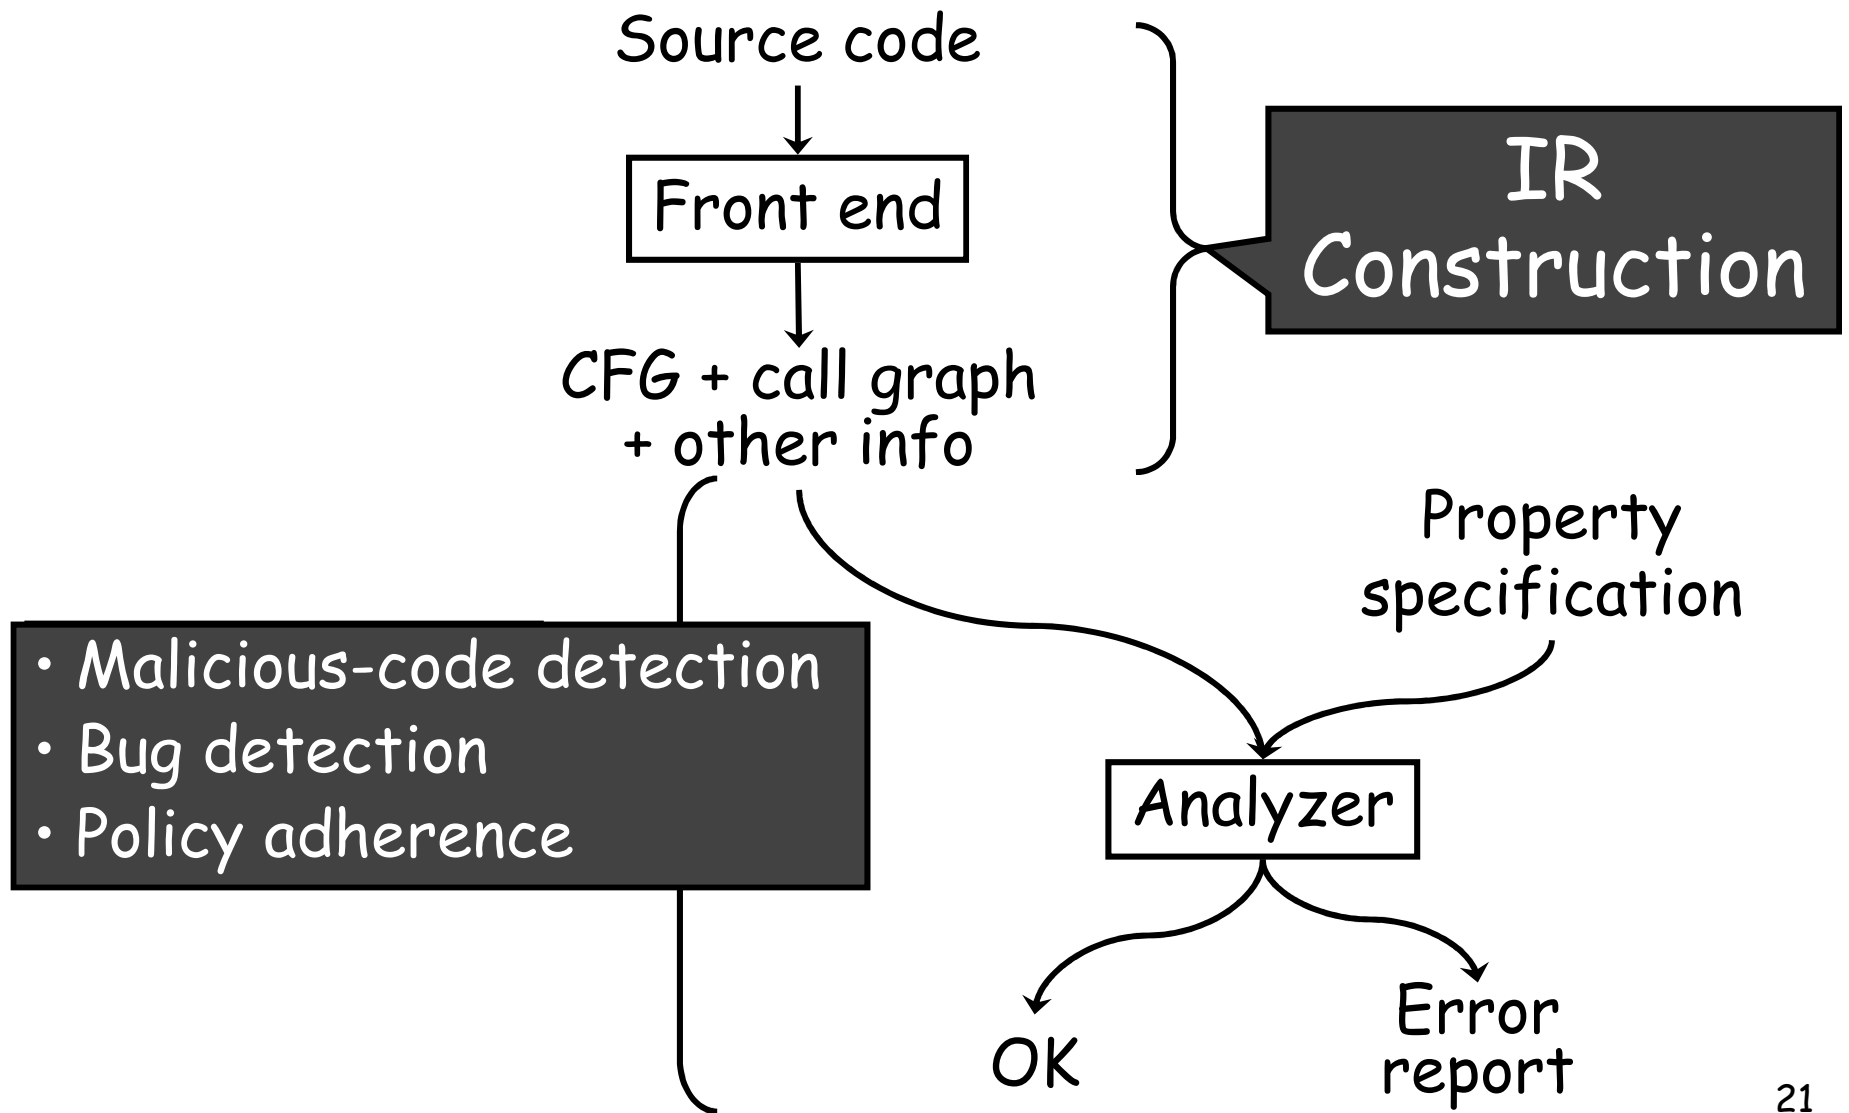 Source code
Front end
IR
Construction
CFG + call graph
+ other info
Property
specification
• Malicious-code detection
• Bug detection
• Policy adherence
Analyzer
OK
Error
report
21